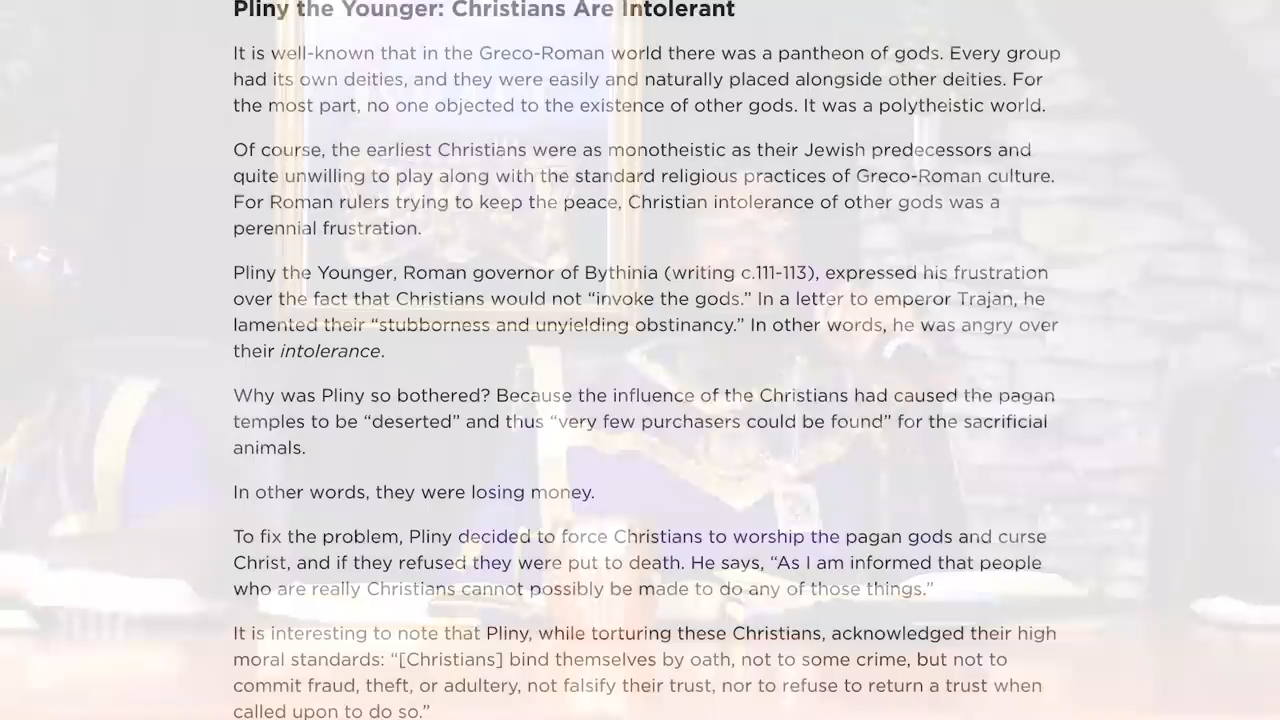 Pliny the Younger: Christians Are Intolerant
It is well-known that in the Greco-Roman world there was a pantheon of gods. Every group
had its own deities, and they were easily and naturally placed alongside other deities. For
the most part, no one objected to the existence of other gods. It was a polytheistic world.
Of course, the earliest Christians were as monotheistic as their Jewish predecessors and
quite unwilling to play along with the standard religious practices of Greco-Roman culture.
For Roman rulers trying to keep the peace, Christian intolerance of other gods was a
perennial frustration.
Pliny the Younger, Roman governor of Bythinia (writing c.111-113), expressed his frustration
over the fact that Christians would not “invoke the gods.” In a letter to emperor Trajan, he
lamented their “stubborness and unyielding obstinancy.” In other words, he was angry over
their intolerance.
Why was Pliny so bothered? Because the influence of the Christians had caused the pagan
temples to be “deserted” and thus “very few purchasers could be found” for the sacrificial
animals.
In other words, they were losing money.
To fix the problem, Pliny decided to force Christians to worship the pagan gods and curse
Christ, and if they refused they were put to death. He says, “As I am informed that people
who are really Christians cannot possibly be made to do any of those things.”
It is interesting to note that Pliny, while torturing these Christians, acknowledged their high
moral standards: “[Christians] bind themselves by oath, not to some crime, but not to
commit fraud, theft, or adultery, not falsify their trust, nor to refuse to return a trust when
called upon to do so.”